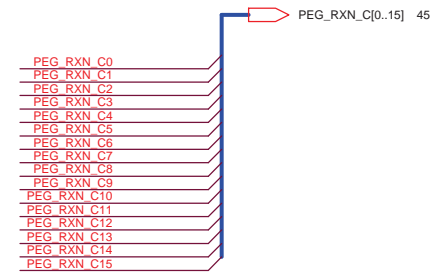 PEG_RXN_C[0..15] 45
PEG_RXN_C0
PEG_RXN_C1
PEG_RXN_C2
PEG_RXN_C3
PEG_RXN_C4
PEG_RXN_C5
PEG_RXN_C6
PEG_RXN_C7
PEG_RXN_C8
PEG_RXN_C9
PEG_RXN_C10
PEG_RXN_C11
PEG_RXN_C12
PEG_RXN_C13
PEG_RXN_C14
PEG_RXN_C15